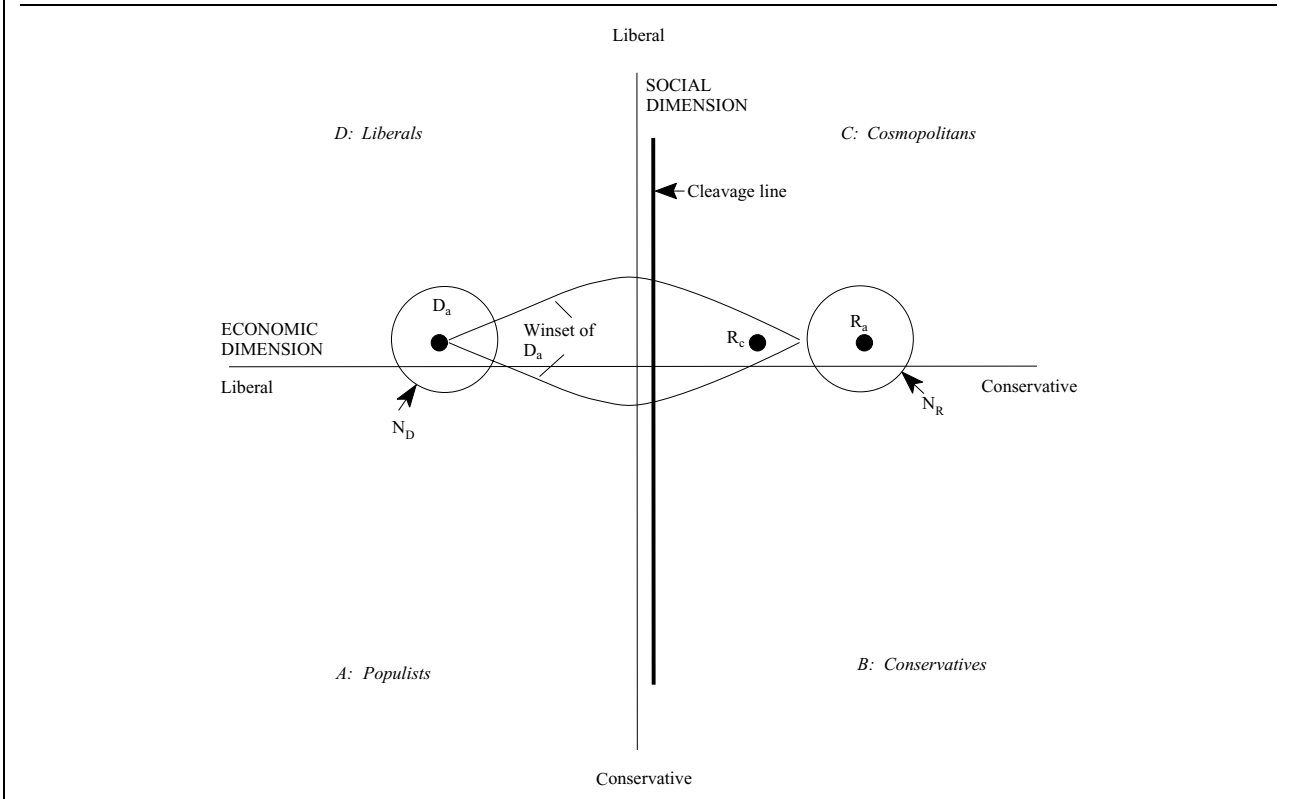 Liberal
SOCIAL
DIMENSION
D: Liberals
C: Cosmopolitans
Cleavage line
Da
Ra
ECONOMIC
DIMENSION
Winset of
Da
Rc
Liberal
Conservative
NR
ND
B: Conservatives
A: Populists
Conservative